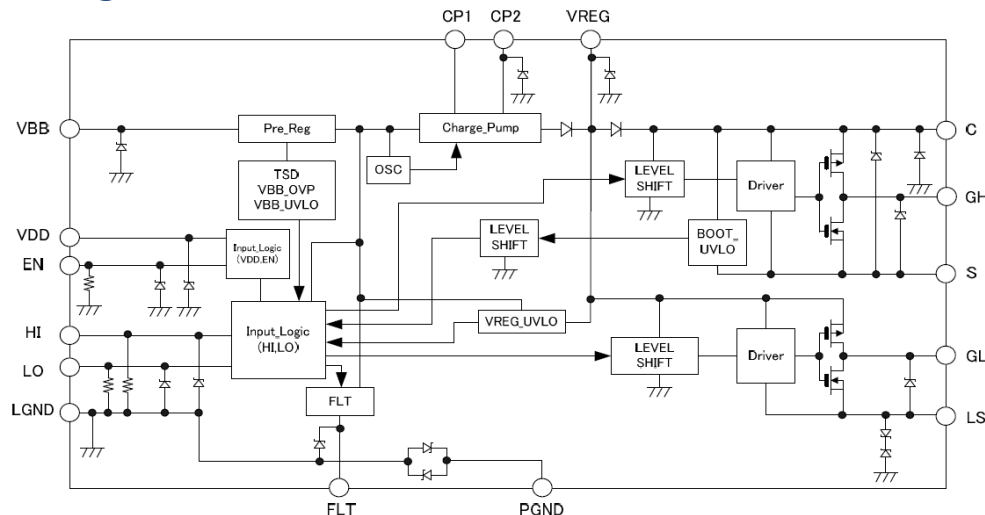 CP1 CP2 VREG
VBB
Pre_Reg
Charge_Pump
C
OSC
TSD
VBB_OVP
VBB_UVLO
LEVEL
SHIFT
Driver
GH
VDD
EN
Input_Logic
(VDD,EN)
LEVEL
SHIFT
BOOT_
UVLO
S
HI
LO
LGND
Input_Logic
(HI,LO)
VREG_UVLO
LEVEL
SHIFT
Driver
GL
FLT
LS
FLT
PGND